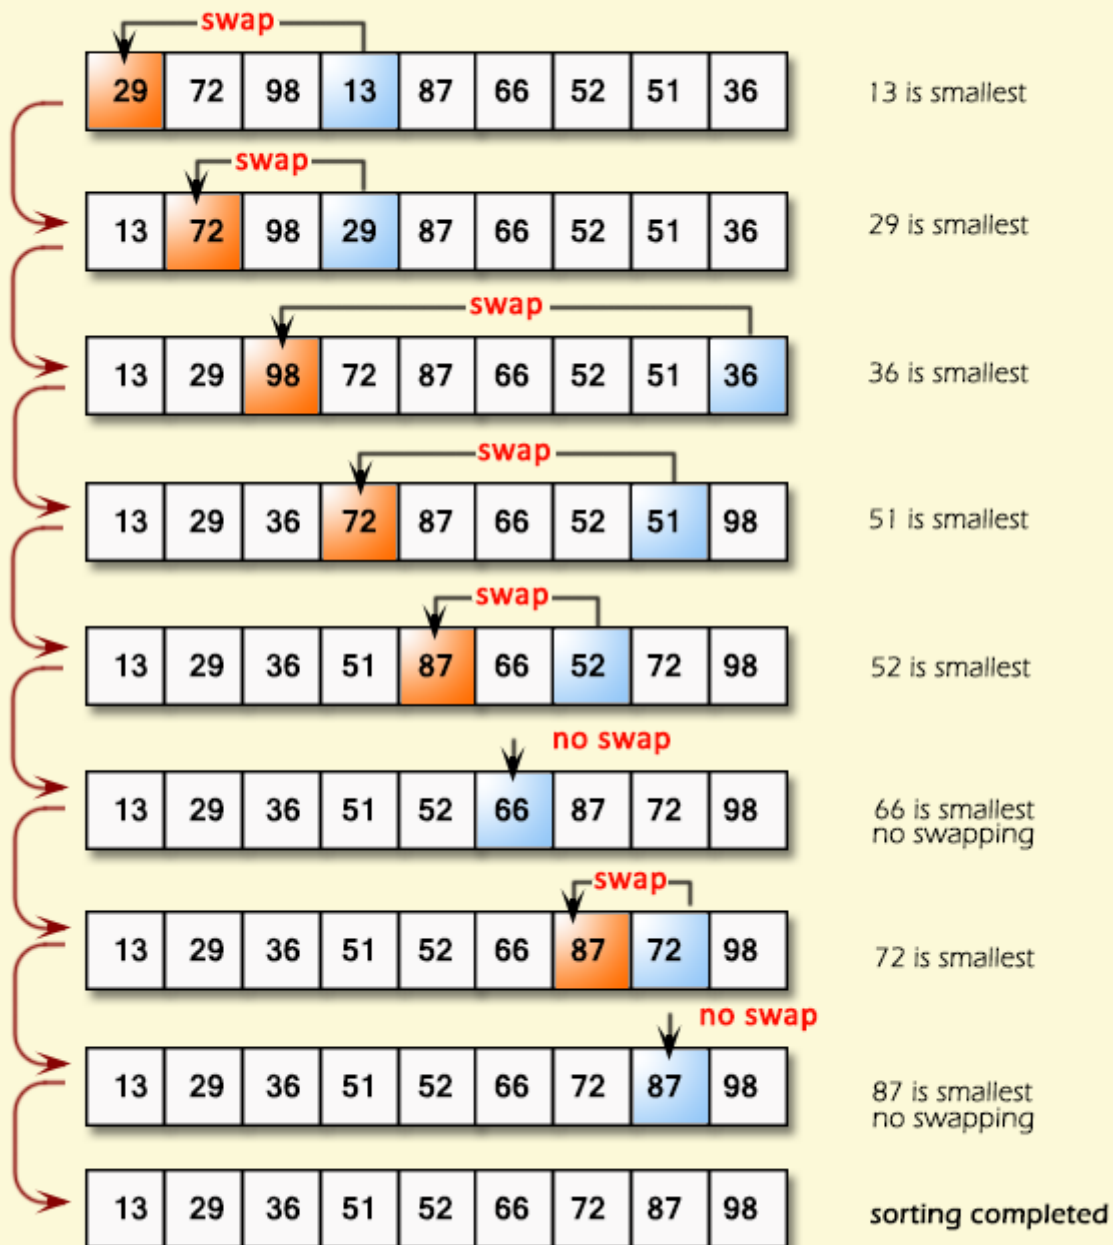 swap
29 72 98 13 87 66 52 51 36 13 is smallest
swap
13 72 98 29 87 66 52 51 36 29 is smallest
swap
13 29 98 72 87 66 52 51 36 36 is smallest
swap
13 29 36 72 87 66 52 51 98 51 is smallest
swap
13 29 36 51 87 66 52 72 98 52 is smallest
no swap
13 29 36 51 52 66 87 72 98 66 is smallest
no swapping
swap
13 29 36 51 52 66 87 72 98 72 is smallest
no swap
13 29 36 51 52 66 72 87 98 87 is smallest
no swapping
13 29 36 51 52 66 72 87 98 sorting completed